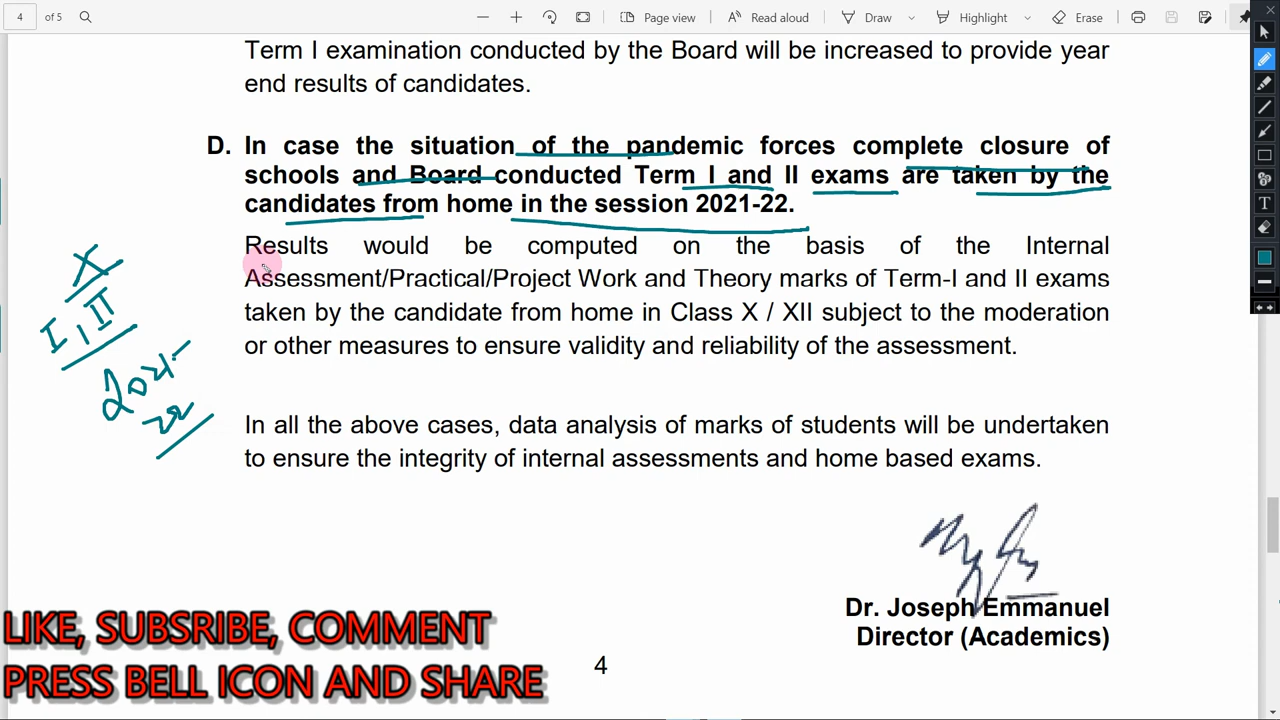 4 of 5 Page view Read aloud Draw Highlight Erase
Term I examination conducted by the Board will be increased to provide year
end results of candidates.
D. In case the situation of the pandemic forces complete closure of
schools and Board conducted Term I and II exams are taken by the
candidates from home in the session 2021-22.
Results would be computed on the basis of the Internal
Assessment/Practical/Project Work and Theory marks of Term-I and II exams
taken by the candidate from home in Class X / XII subject to the moderation
or other measures to ensure validity and reliability of the assessment.
X
I, II
2021-
22
In all the above cases, data analysis of marks of students will be undertaken
to ensure the integrity of internal assessments and home based exams.
Dr. Joseph Emmanuel
Director (Academics)
4
LIKE, SUBSRIBE, COMMENT
PRESS BELL ICON AND SHARE